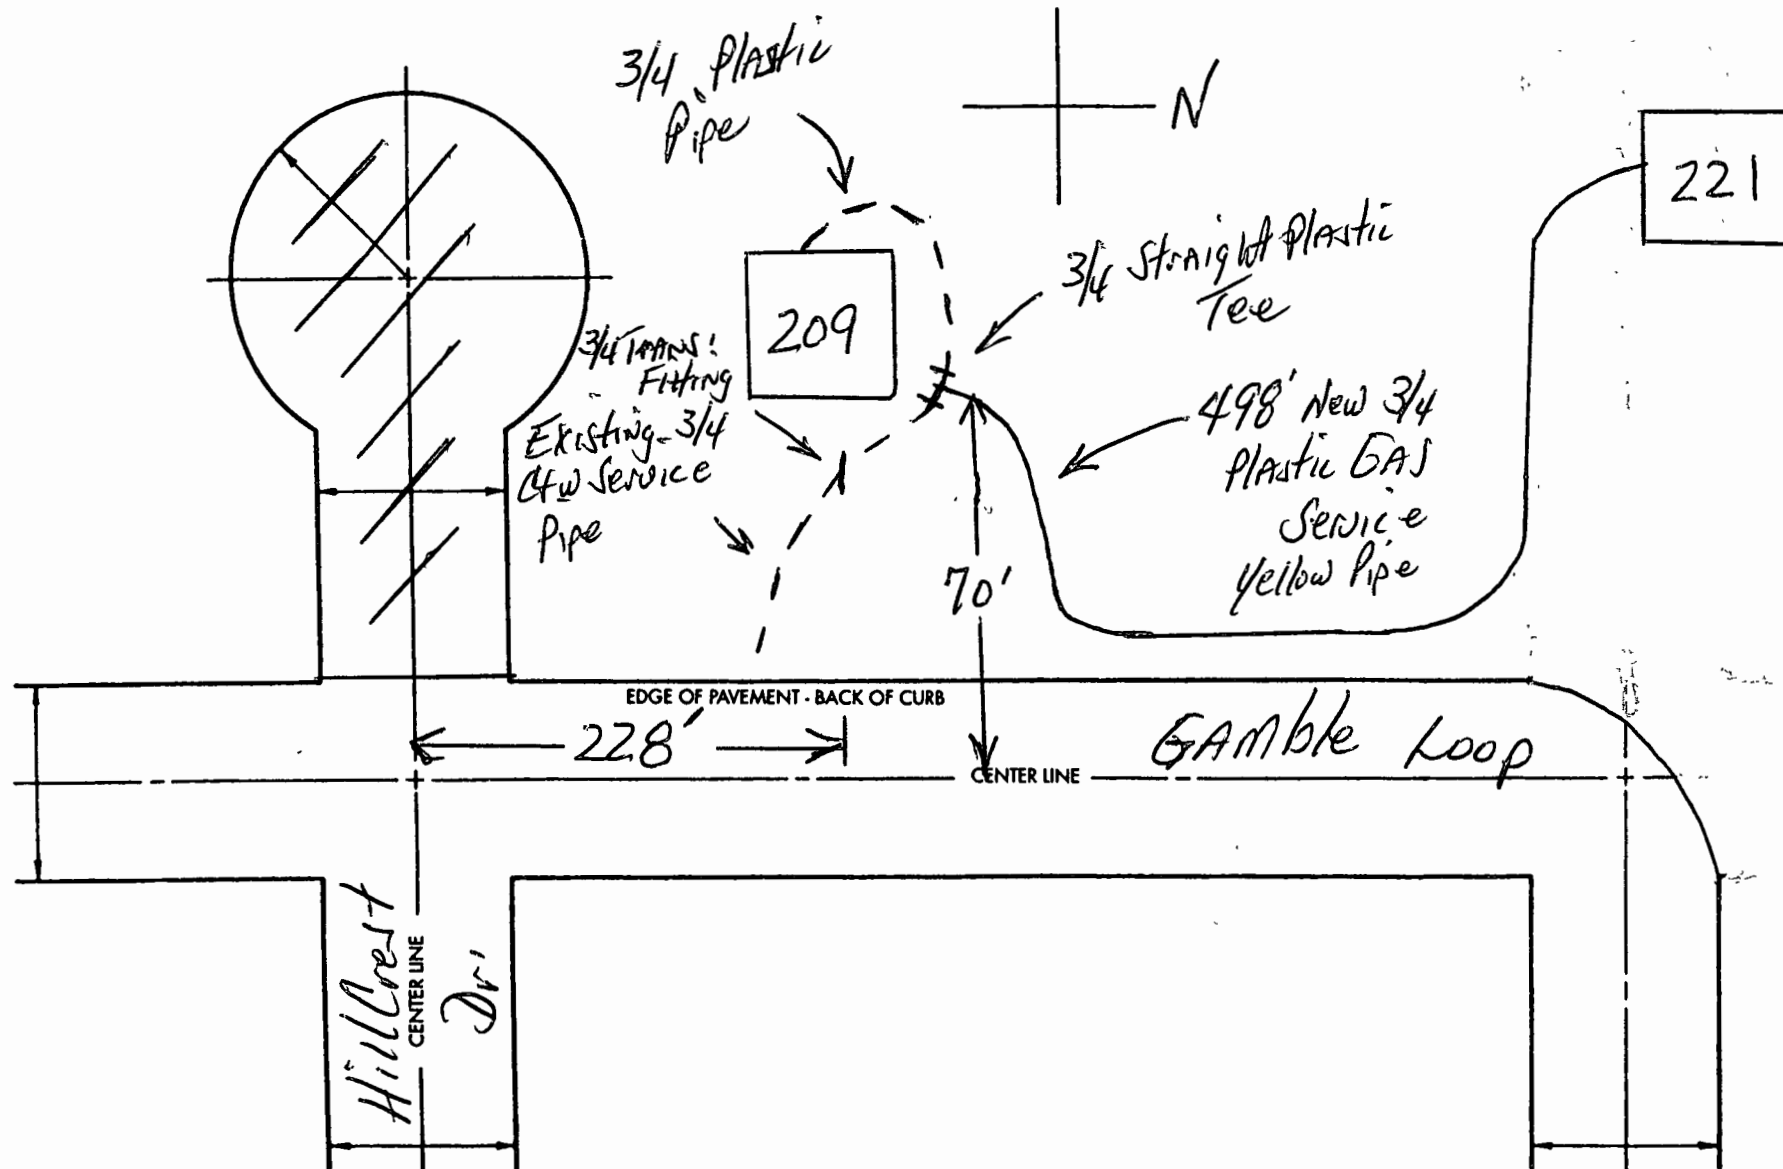 3/4 Plastic
Pipe
N
221
3/4 Straight Plastic
Tee
209
3/4 Trans.
Fitting
Existing - 3/4
C+W Service
Pipe
498' New 3/4
Plastic GAS
Service
Yellow Pipe
70'
EDGE OF PAVEMENT - BACK OF CURB
228'
GAmble Loop
CENTER LINE
HillCrest
Dr'
CENTER LINE